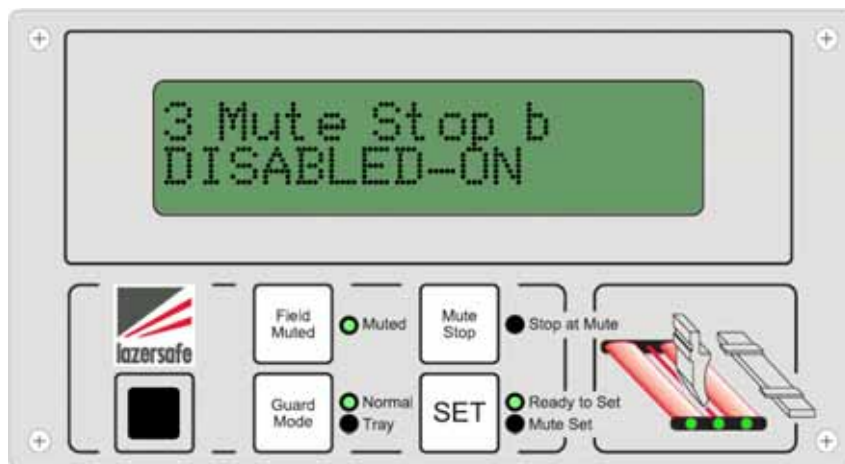 3 Mute Stop b
DISABLED-ON
lazersafe
Field
Muted
Muted
Mute
Stop
Stop at Mute
Guard
Mode
Normal
Tray
SET
Ready to Set
Mute Set